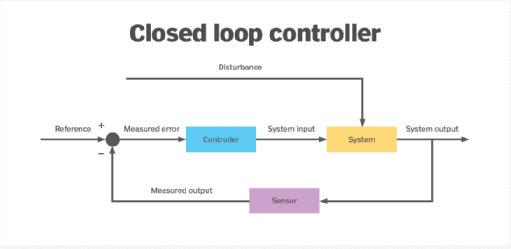 Closed loop controller
Disturbance
Reference
+
Measured error
Controller
System input
System
System output
−
Measured output
Sensor